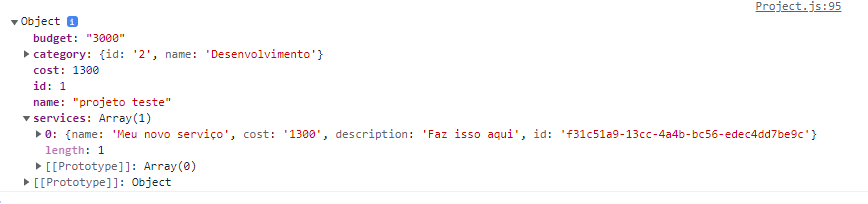 Project.js:95
▼Object i
budget: "3000"
▶category: {id: '2', name: 'Desenvolvimento'}
cost: 1300
id: 1
name: "projeto teste"
▼services: Array(1)
▶0: {name: 'Meu novo serviço', cost: '1300', description: 'Faz isso aqui', id: 'f31c51a9-13cc-4a4b-bc56-edec4dd7be9c'}
length: 1
▶[[Prototype]]: Array(0)
▶[[Prototype]]: Object